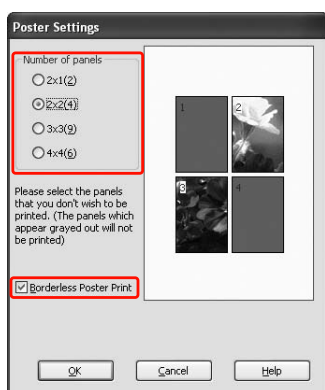 Poster Settings
Number of panels
2x1(2)
2x2(4)
3x3(9)
4x4(6)
1
2
3
4
Please select the panels
that you don't wish to be
printed. (The panels which
appear grayed out will not
be printed)
Borderless Poster Print
OK
Cancel
Help